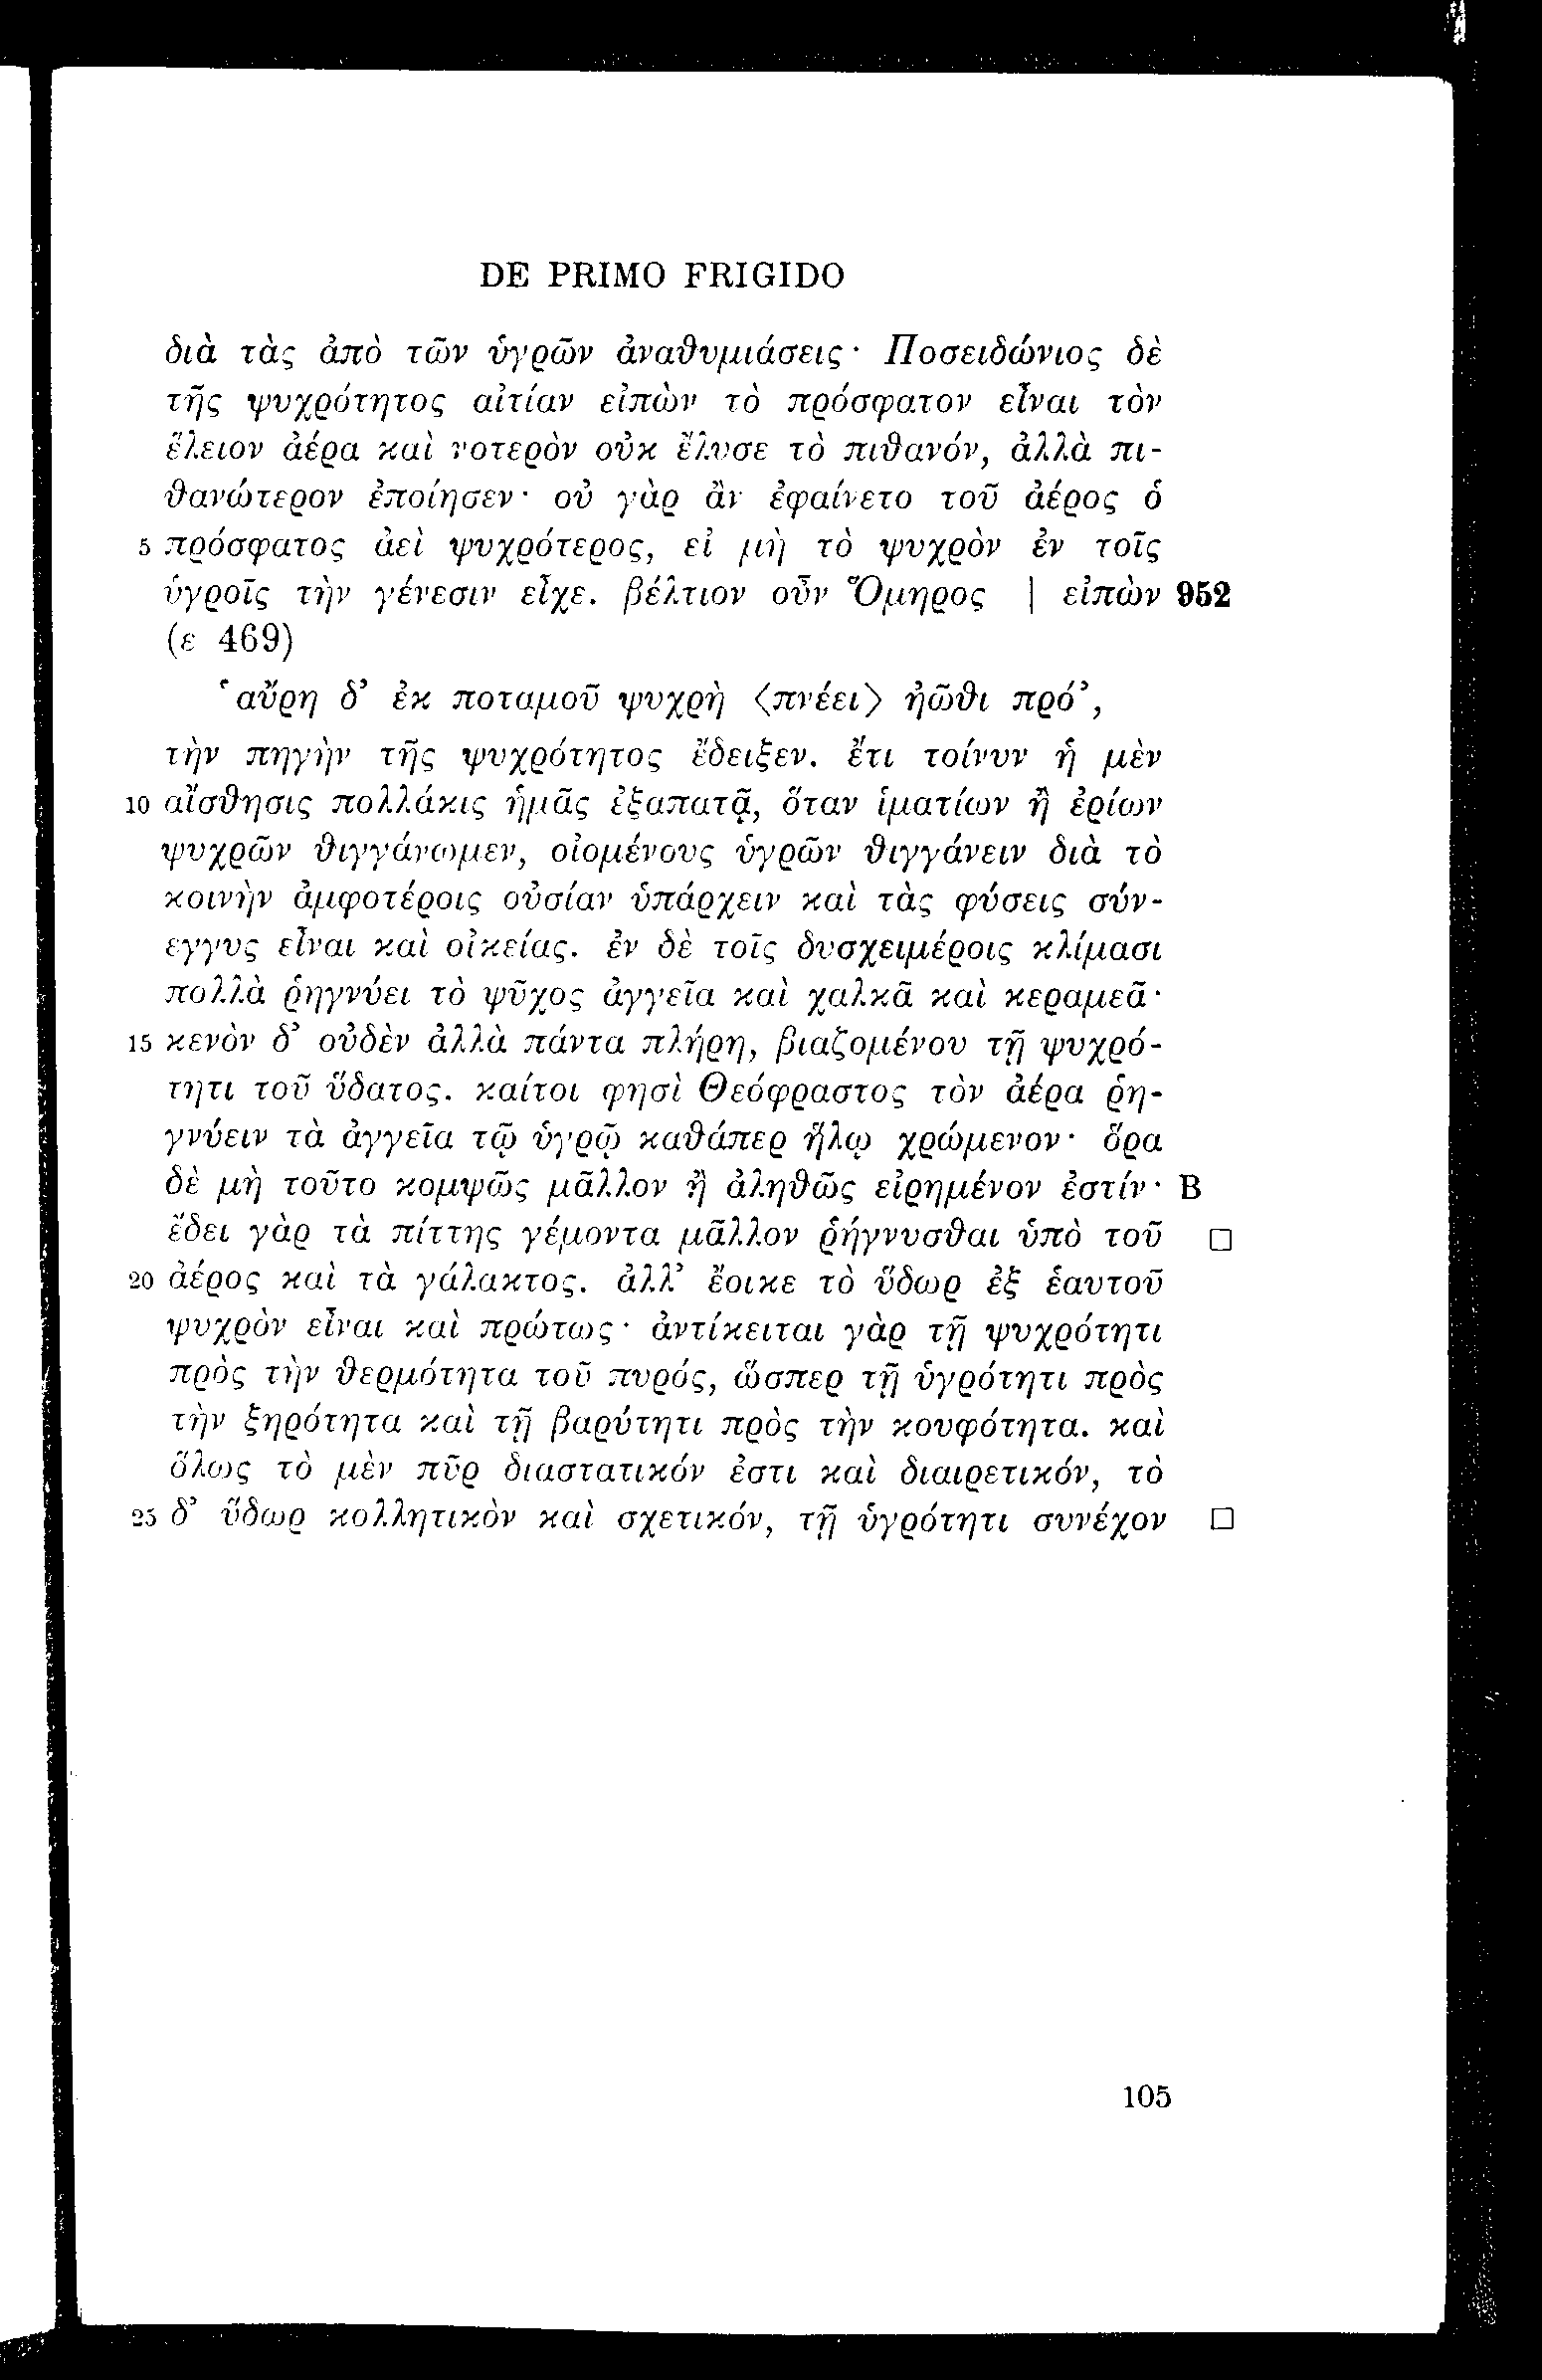 DE PRIMO FRIGIDO
διὰ τὰς ἀπὸ τῶν ὑγρῶν ἀναθυμιάσεις· Ποσειδώνιος δὲ
τῆς ψυχρότητος αἰτίαν εἰπὼν τὸ πρόσφατον εἶναι τὸν
ἕλειον ἀέρα καὶ νοτερὸν οὐκ ἔλυσε τὸ πιθανόν, ἀλλὰ πι-
θανώτερον ἐποίησεν· οὐ γὰρ ἂν ἐφαίνετο τοῦ ἀέρος ὁ
5 πρόσφατος ἀεὶ ψυχρότερος, εἰ μὴ τὸ ψυχρὸν ἐν τοῖς
ὑγροῖς τὴν γένεσιν εἶχε. βέλτιον οὖν Ὅμηρος | εἰπὼν 952
(ε 469)
‘αὔρη δ’ ἐκ ποταμοῦ ψυχρὴ ⟨πνέει⟩ ἠῶθι πρό’,
τὴν πηγὴν τῆς ψυχρότητος ἔδειξεν. ἔτι τοίνυν ἡ μὲν
10 αἴσθησις πολλάκις ἡμᾶς ἐξαπατᾷ, ὅταν ἱματίων ἢ ἐρίων
ψυχρῶν θιγγάνωμεν, οἰομένους ὑγρῶν θιγγάνειν διὰ τὸ
κοινὴν ἀμφοτέροις οὐσίαν ὑπάρχειν καὶ τὰς φύσεις σύν-
εγγυς εἶναι καὶ οἰκείας. ἐν δὲ τοῖς δυσχειμέροις κλίμασι
πολλὰ ῥηγνύει τὸ ψῦχος ἀγγεῖα καὶ χαλκᾶ καὶ κεραμεᾶ·
15 κενὸν δ’ οὐδὲν ἀλλὰ πάντα πλήρη, βιαζομένου τῇ ψυχρό-
τητι τοῦ ὕδατος. καίτοι φησὶ Θεόφραστος τὸν ἀέρα ῥη-
γνύειν τὰ ἀγγεῖα τῷ ὑγρῷ καθάπερ ἥλῳ χρώμενον· ὅρα
δὲ μὴ τοῦτο κομψῶς μᾶλλον ἢ ἀληθῶς εἰρημένον ἐστίν· B
ἔδει γὰρ τὰ πίττης γέμοντα μᾶλλον ῥήγνυσθαι ὑπὸ τοῦ □
20 ἀέρος καὶ τὰ γάλακτος. ἀλλ’ ἔοικε τὸ ὕδωρ ἐξ ἑαυτοῦ
ψυχρὸν εἶναι καὶ πρώτως· ἀντίκειται γὰρ τῇ ψυχρότητι
πρὸς τὴν θερμότητα τοῦ πυρός, ὥσπερ τῇ ὑγρότητι πρὸς
τὴν ξηρότητα καὶ τῇ βαρύτητι πρὸς τὴν κουφότητα. καὶ
ὅλως τὸ μὲν πῦρ διαστατικόν ἐστι καὶ διαιρετικόν, τὸ
25 δ’ ὕδωρ κολλητικὸν καὶ σχετικόν, τῇ ὑγρότητι συνέχον □
105